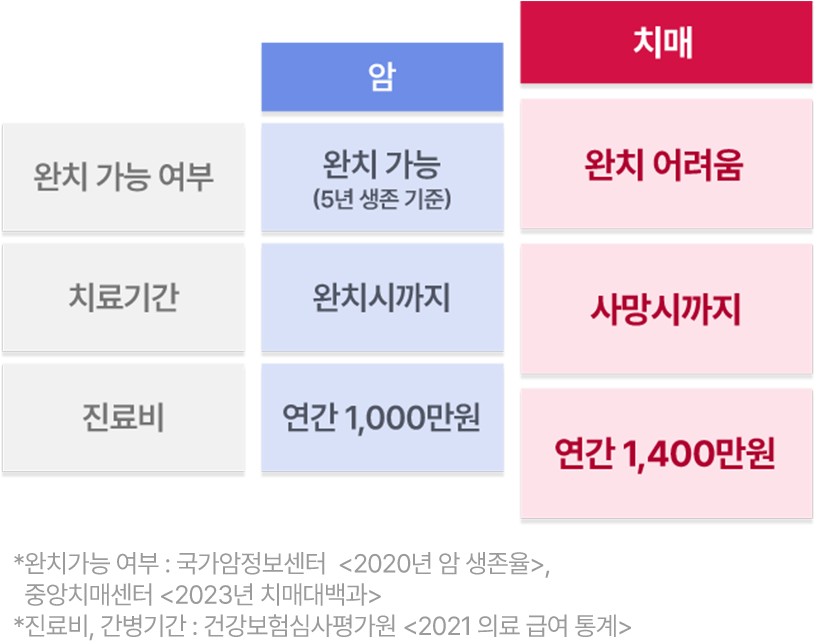 암
치매
완치 가능 여부
완치 가능
(5년 생존 기준)
완치 어려움
치료기간
완치시까지
사망시까지
진료비
연간 1,000만원
연간 1,400만원
*완치가능 여부 : 국가암정보센터 <2020년 암 생존율>,
중앙치매센터 <2023년 치매대백과>
*진료비, 간병기간 : 건강보험심사평가원 <2021 의료 급여 통계>